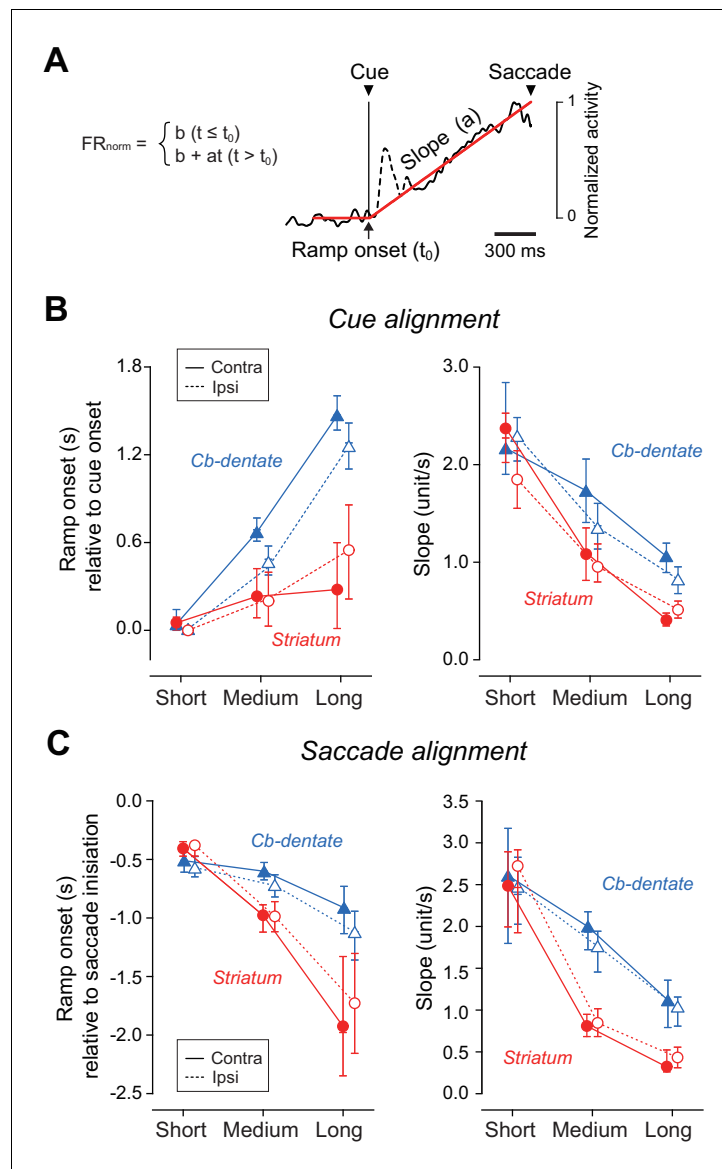 A
Cue
Saccade
FRnorm = { b (t ≤ t0)
b + at (t > t0)
Slope (a)
1
0
Normalized activity
Ramp onset (t0)
300 ms
B
Cue alignment
Contra
Ipsi
Cb-dentate
Striatum
Ramp onset (s)
relative to cue onset
1.8
1.2
0.6
0.0
Short Medium Long
Cb-dentate
Striatum
Slope (unit/s)
3.0
2.0
1.0
0.0
Short Medium Long
C
Saccade alignment
Cb-dentate
Striatum
Contra
Ipsi
Ramp onset (s)
relative to saccade inisiation
0.0
-0.5
-1.0
-1.5
-2.0
-2.5
Short Medium Long
Cb-dentate
Striatum
Slope (unit/s)
3.5
3.0
2.5
2.0
1.5
1.0
0.5
0.0
Short Medium Long